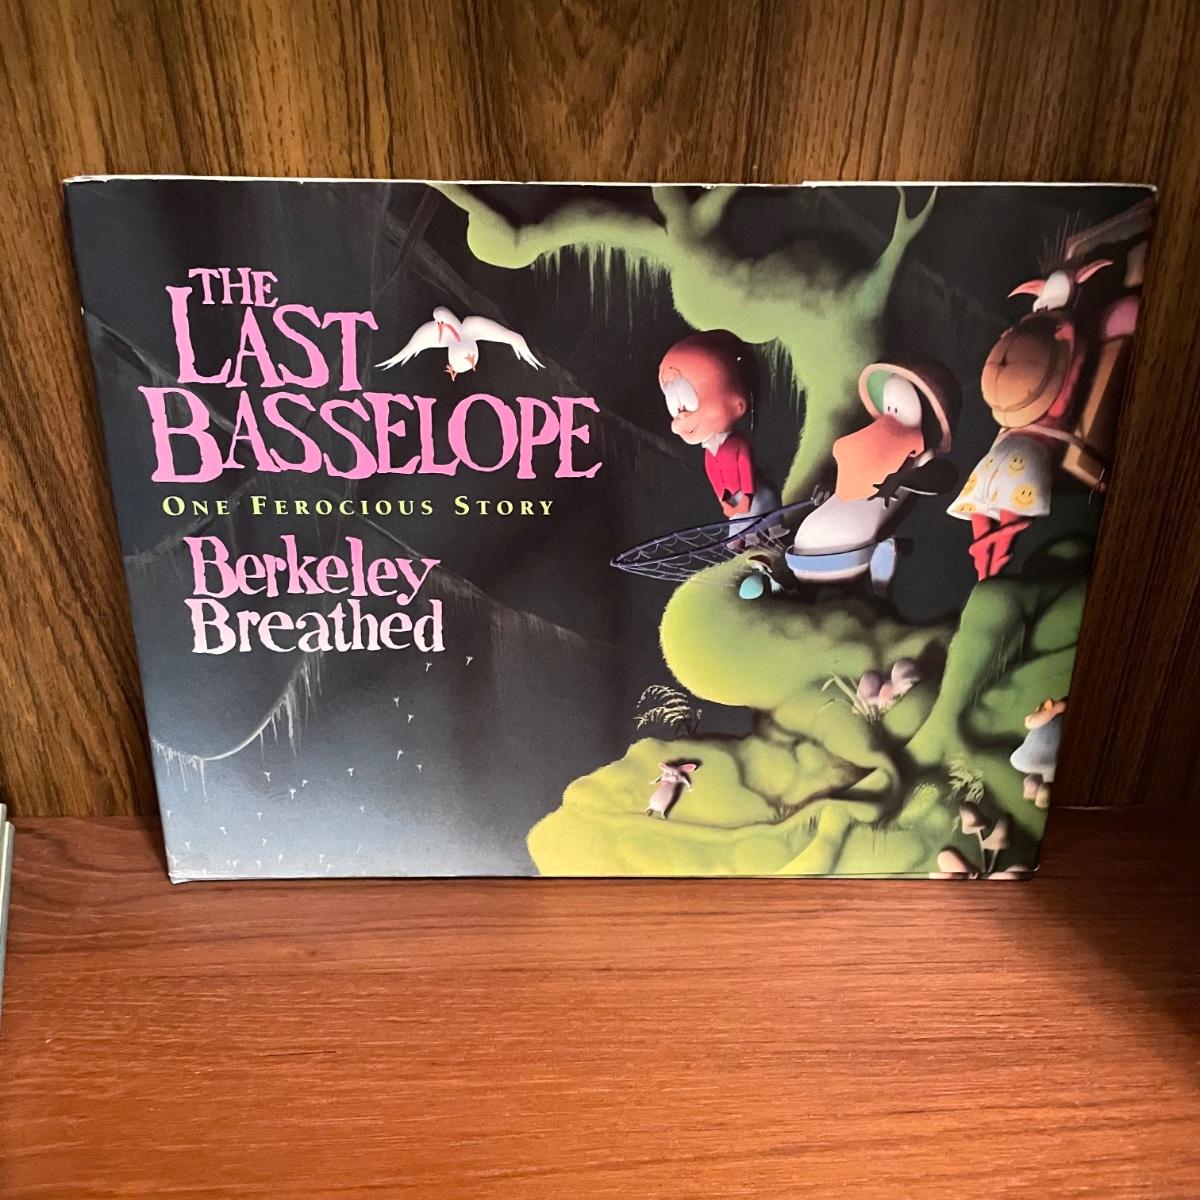 THE
LAST
BASSELOPE
ONE FEROCIOUS STORY
Berkeley
Breathed